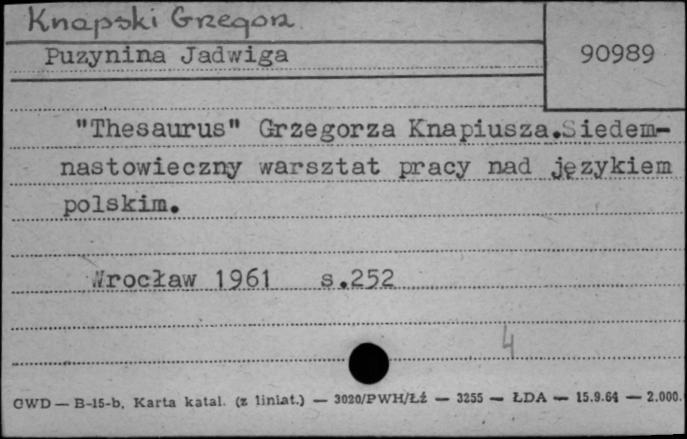 Knapski Grzegorz
Puzynina Jadwiga
90989
"Thesaurus" Grzegorza Knapiusza.Siedem-
nastowieczny warsztat pracy nad językiem
polskim.
Wrocław 1961 s.252
4
CWD — B-15-b, Karta katal. (z liniat.) — 3020/PWH/Łź — 3255 — ŁDA — 15.9.64 — 2.000.